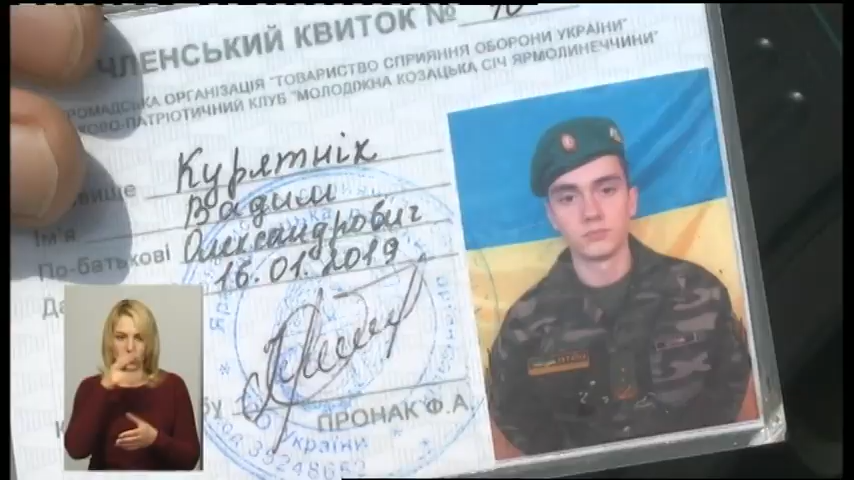 ЧЛЕНСЬКИЙ КВИТОК №
ГРОМАДСЬКА ОРГАНІЗАЦІЯ "ТОВАРИСТВО СПРИЯННЯ ОБОРОНИ УКРАЇНИ"
ПАТРІОТИЧНИЙ КЛУБ "МОЛОДІЖНА КОЗАЦЬКА СІЧ ЯРМОЛИНЕЧЧИНИ"
Курятнік
Ім'я Вадим
По-батькові Олександрович
16.01.2019
ПРОНАК Ф.А.
України